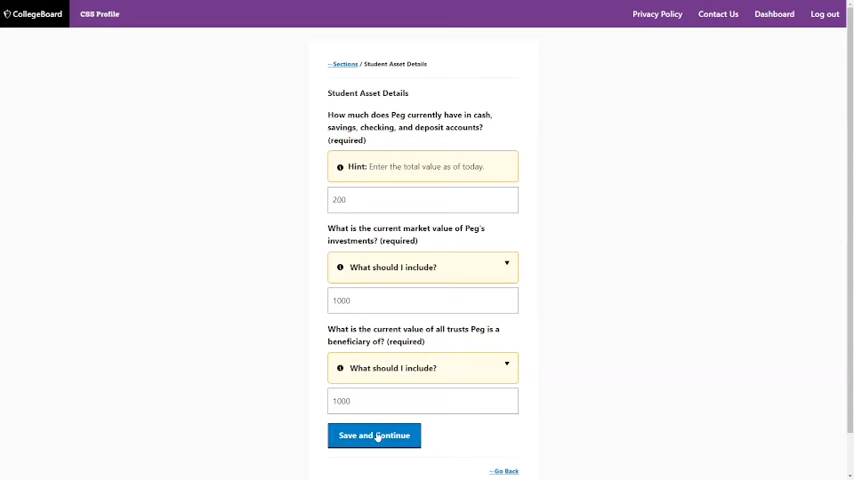 CollegeBoard CSS Profile Privacy Policy Contact Us Dashboard Log out
←Sections / Student Asset Details
Student Asset Details
How much does Peg currently have in cash,
savings, checking, and deposit accounts?
(required)
Hint: Enter the total value as of today.
200
What is the current market value of Peg's
investments? (required)
What should I include?
1000
What is the current value of all trusts Peg is a
beneficiary of? (required)
What should I include?
1000
Save and Continue
←Go Back